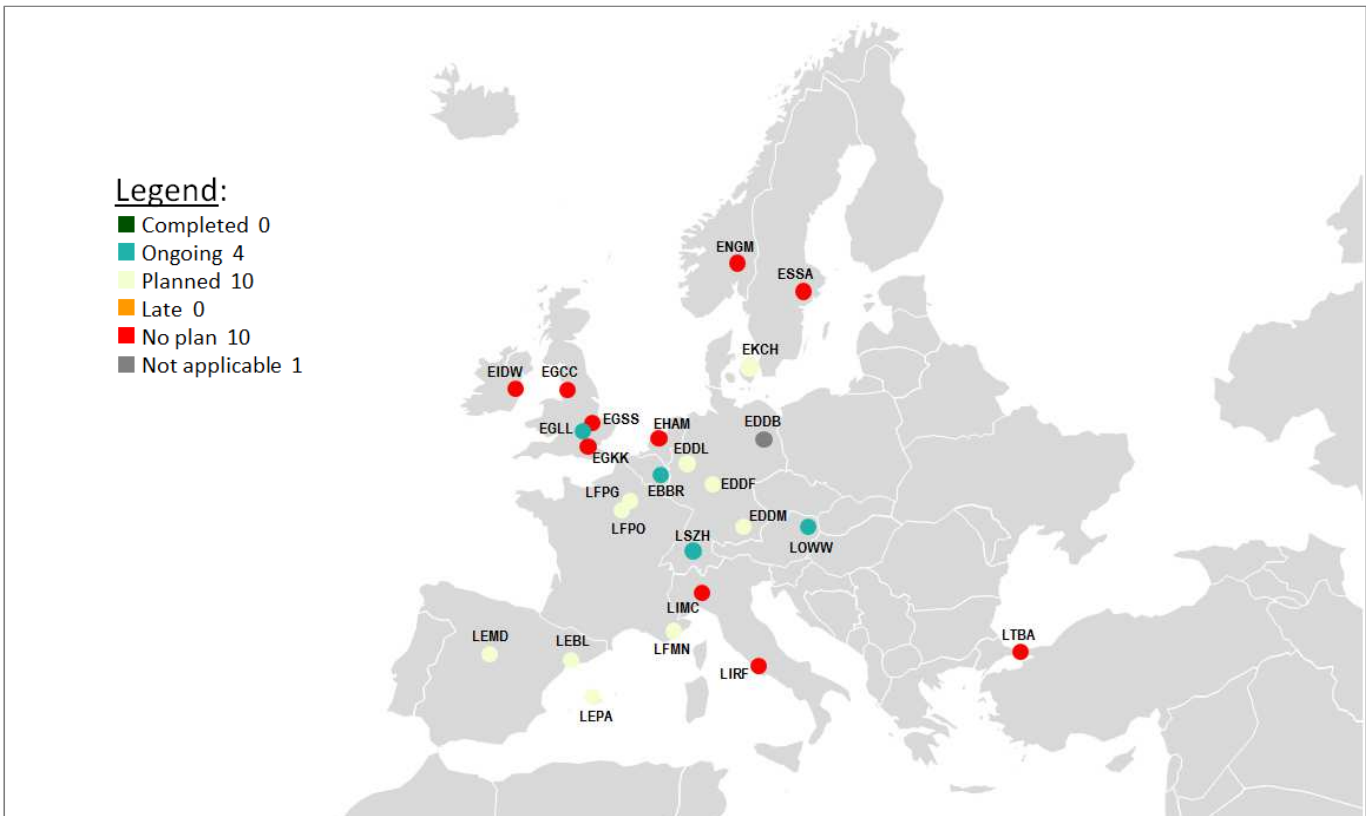 Legend:
Completed 0
Ongoing 4
Planned 10
Late 0
No plan 10
Not applicable 1
ENGM
ESSA
EKCH
EIDW
EGCC
EGSS
EGLL
EHAM
EDDB
EGKK
EDDL
EBBR
EDDF
LFPG
LFPO
EDDM
LSZH
LOWW
LIMC
LEMD
LEBL
LFMN
LTBA
LIRF
LEPA